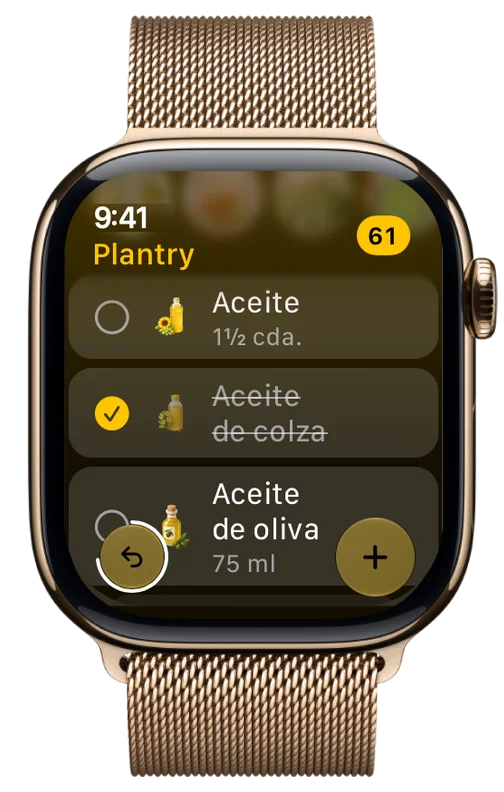 9:41
Plantry
61
Aceite
1½ cda.
Aceite
de colza
Aceite
de oliva
75 ml